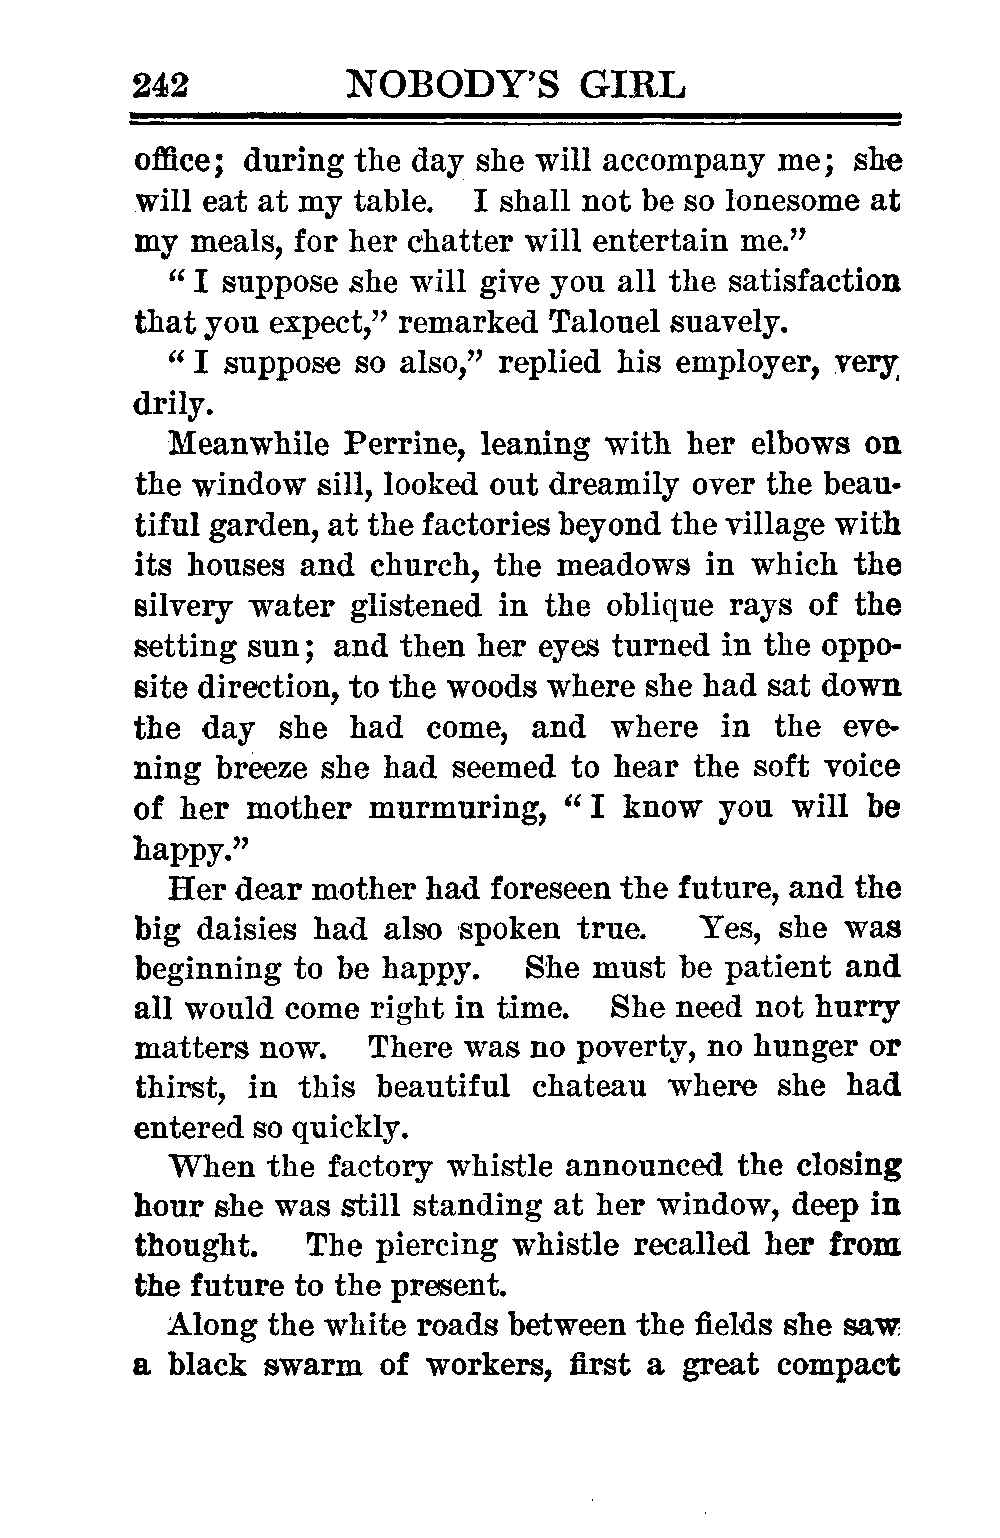 242 NOBODY'S GIRL
office; during the day she will accompany me; she
will eat at my table. I shall not be so lonesome at
my meals, for her chatter will entertain me."
"I suppose she will give you all the satisfaction
that you expect," remarked Talouel suavely.
"I suppose so also," replied his employer, very
drily.
Meanwhile Perrine, leaning with her elbows on
the window sill, looked out dreamily over the beau-
tiful garden, at the factories beyond the village with
its houses and church, the meadows in which the
silvery water glistened in the oblique rays of the
setting sun; and then her eyes turned in the oppo-
site direction, to the woods where she had sat down
the day she had come, and where in the eve-
ning breeze she had seemed to hear the soft voice
of her mother murmuring, "I know you will be
happy."
Her dear mother had foreseen the future, and the
big daisies had also spoken true. Yes, she was
beginning to be happy. She must be patient and
all would come right in time. She need not hurry
matters now. There was no poverty, no hunger or
thirst, in this beautiful chateau where she had
entered so quickly.
When the factory whistle announced the closing
hour she was still standing at her window, deep in
thought. The piercing whistle recalled her from
the future to the present.
Along the white roads between the fields she saw
a black swarm of workers, first a great compact